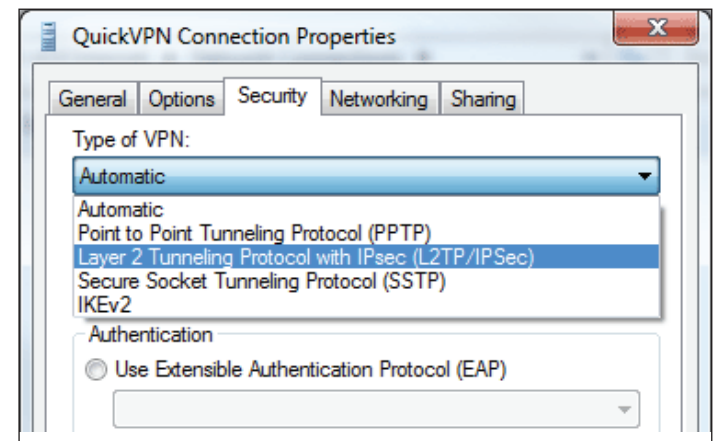 QuickVPN Connection Properties
General Options Security Networking Sharing
Type of VPN:
Automatic
Automatic
Point to Point Tunneling Protocol (PPTP)
Layer 2 Tunneling Protocol with IPsec (L2TP/IPSec)
Secure Socket Tunneling Protocol (SSTP)
IKEv2
Authentication
Use Extensible Authentication Protocol (EAP)